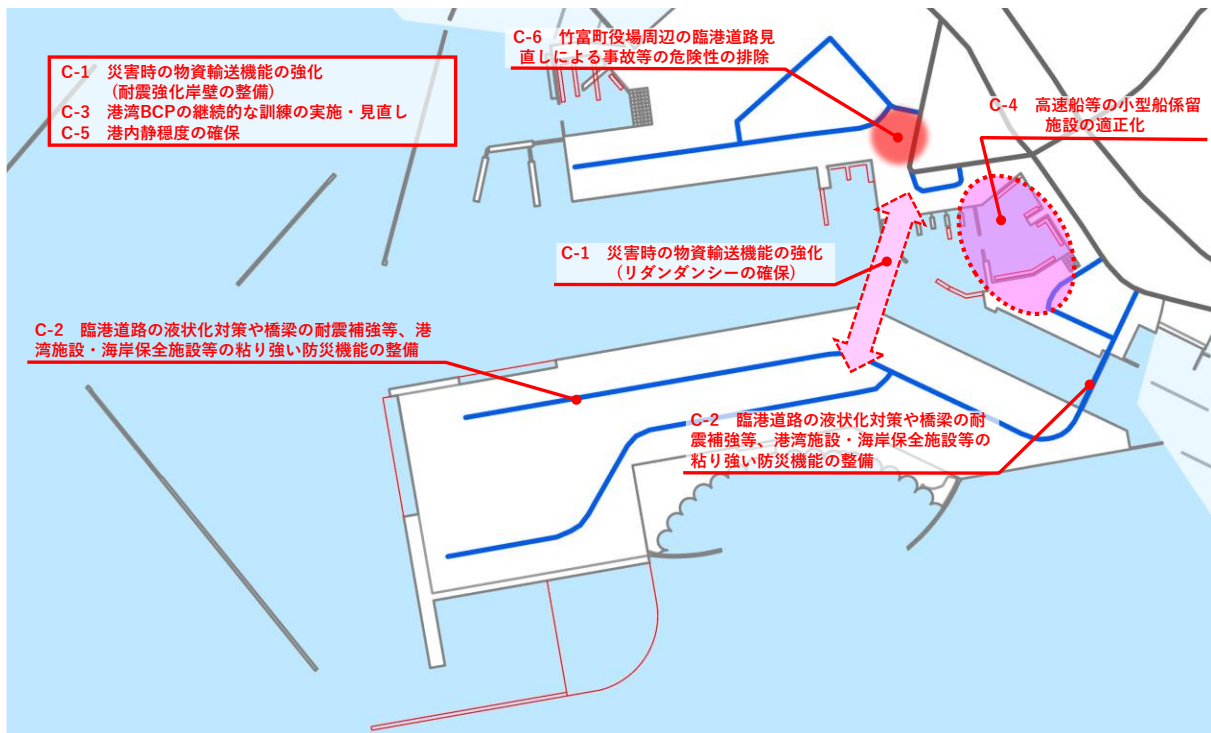 C-1 災害時の物資輸送機能の強化
（耐震強化岸壁の整備）
C-3 港湾BCPの継続的な訓練の実施・見直し
C-5 港内静穏度の確保
C-6 竹富町役場周辺の臨港道路見
直しによる事故等の危険性の排除
C-4 高速船等の小型船係留
施設の適正化
C-1 災害時の物資輸送機能の強化
（リダンダンシーの確保）
C-2 臨港道路の液状化対策や橋梁の耐震補強等、港
湾施設・海岸保全施設等の粘り強い防災機能の整備
C-2 臨港道路の液状化対策や橋梁の耐
震補強等、港湾施設・海岸保全施設等の
粘り強い防災機能の整備